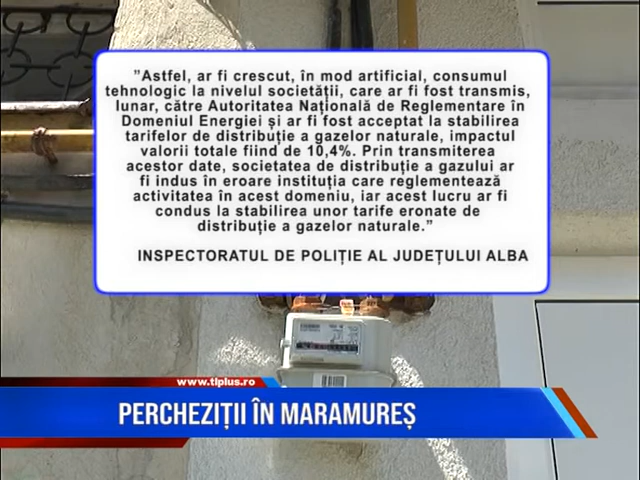 ”Astfel, ar fi crescut, în mod artificial, consumul
tehnologic la nivelul societății, care ar fi fost transmis,
lunar, către Autoritatea Națională de Reglementare în
Domeniul Energiei și ar fi fost acceptat la stabilirea
tarifelor de distribuție a gazelor naturale, impactul
valorii totale fiind de 10,4%. Prin transmiterea
acestor date, societatea de distribuție a gazului ar
fi indus în eroare instituția care reglementează
activitatea în acest domeniu, iar acest lucru ar fi
condus la stabilirea unor tarife eronate de
distribuție a gazelor naturale.”
INSPECTORATUL DE POLIȚIE AL JUDEȚULUI ALBA
www.tlplus.ro
PERCHEZIȚII ÎN MARAMUREȘ